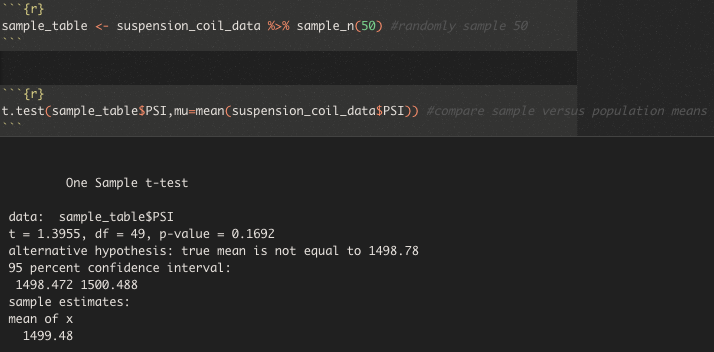 ```{r}
sample_table <- suspension_coil_data %>% sample_n(50) #randomly sample 50
```
```{r}
t.test(sample_table$PSI,mu=mean(suspension_coil_data$PSI)) #compare sample versus population means
```
One Sample t-test
data:  sample_table$PSI
t = 1.3955, df = 49, p-value = 0.1692
alternative hypothesis: true mean is not equal to 1498.78
95 percent confidence interval:
1498.472 1500.488
sample estimates:
mean of x
1499.48